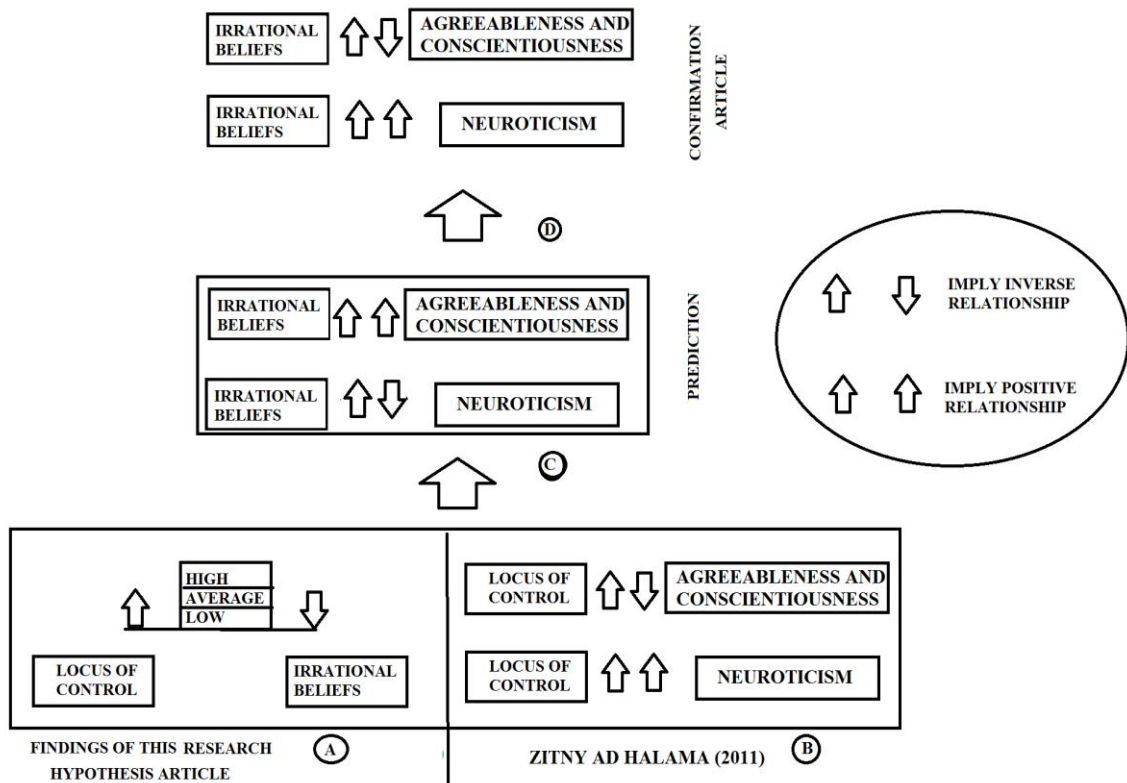 IRRATIONAL
BELIEFS
AGREEABLENESS AND
CONSCIENTIOUSNESS
IRRATIONAL
BELIEFS
NEUROTICISM
CONFIRMATION
ARTICLE
D
IRRATIONAL
BELIEFS
AGREEABLENESS AND
CONSCIENTIOUSNESS
IRRATIONAL
BELIEFS
NEUROTICISM
PREDICTION
IMPLY INVERSE
RELATIONSHIP
IMPLY POSITIVE
RELATIONSHIP
C
HIGH
AVERAGE
LOW
LOCUS OF
CONTROL
IRRATIONAL
BELIEFS
LOCUS OF
CONTROL
AGREEABLENESS AND
CONSCIENTIOUSNESS
LOCUS OF
CONTROL
NEUROTICISM
FINDINGS OF THIS RESEARCH
HYPOTHESIS ARTICLE
A
ZITNY AD HALAMA (2011)
B